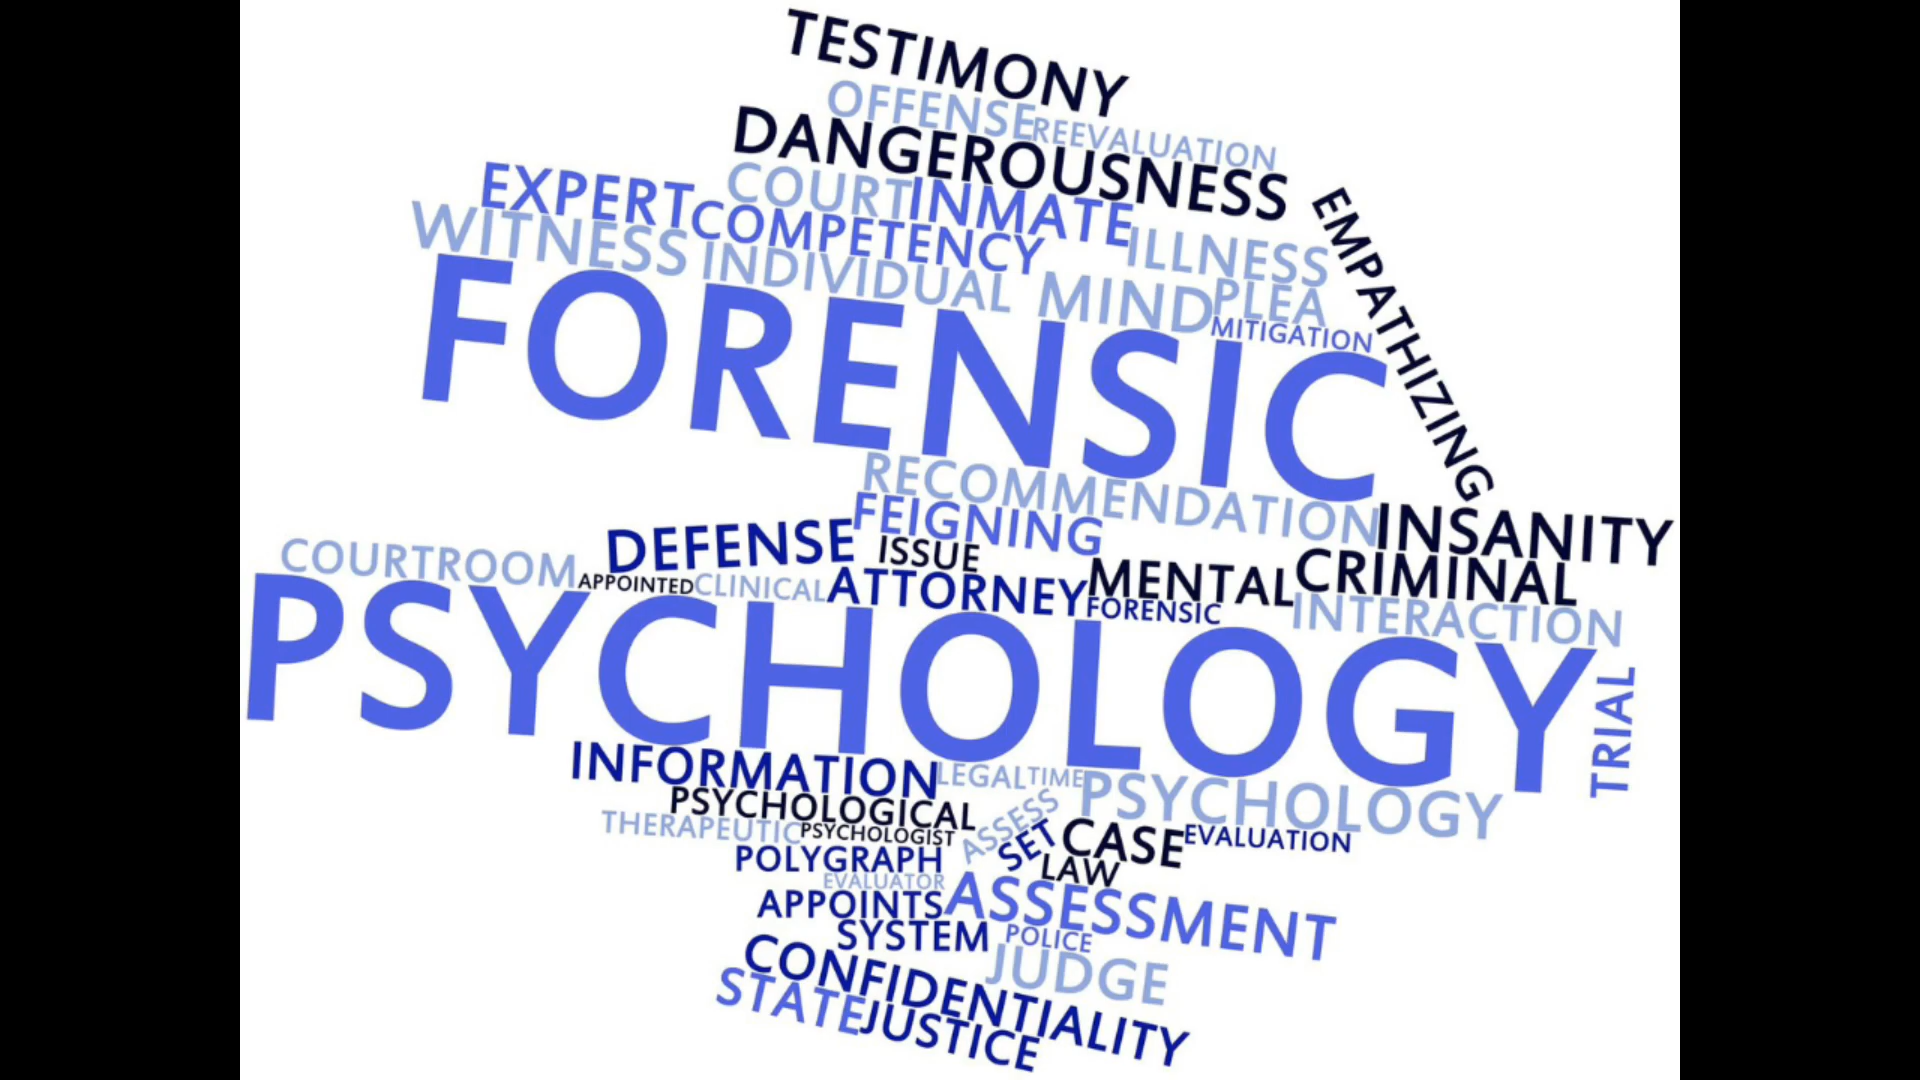 TESTIMONY
OFFENSE
REEVALUATION
DANGEROUSNESS
EXPERT
COURT
INMATE
EMPATHIZING
WITNESS
COMPETENCY
ILLNESS
INDIVIDUAL
MIND
PLEA
MITIGATION
FORENSIC
RECOMMENDATION
FEIGNING
INSANITY
DEFENSE
ISSUE
COURTROOM
APPOINTED
CLINICAL
ATTORNEY
MENTAL
CRIMINAL
FORENSIC
INTERACTION
PSYCHOLOGY
TRIAL
INFORMATION
LEGAL
TIME
PSYCHOLOGY
PSYCHOLOGICAL
ASSESS
THERAPEUTIC
PSYCHOLOGIST
SET
CASE
EVALUATION
POLYGRAPH
LAW
EVALUATOR
APPOINTS
ASSESSMENT
SYSTEM
POLICE
CONFIDENTIALITY
JUDGE
STATE
JUSTICE